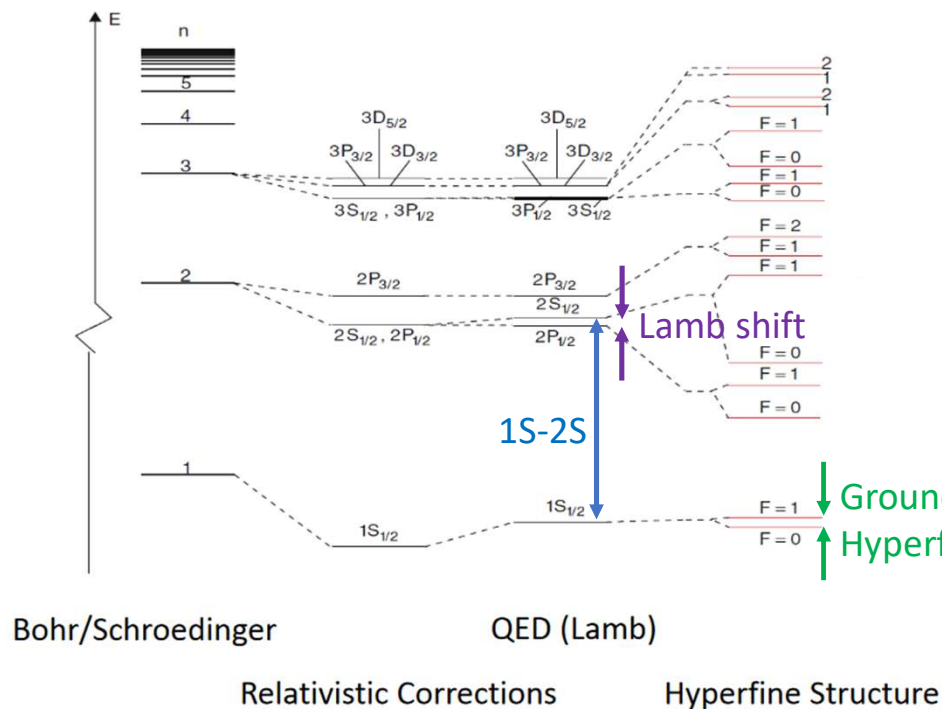 E
n
5
4
3
2
1
3D5/2
3P3/2
3D3/2
3S1/2 , 3P1/2
2P3/2
2S1/2, 2P1/2
1S1/2
3D5/2
3P3/2
3D3/2
3P1/2
3S1/2
2P3/2
2S1/2
2P1/2
Lamb shift
1S-2S
1S1/2
2
1
2
1
F = 1
F = 0
F = 1
F = 0
F = 2
F = 1
F = 1
F = 0
F = 1
F = 0
F = 1
F = 0
Groun
Hyperf
Bohr/Schroedinger
QED (Lamb)
Relativistic Corrections
Hyperfine Structure